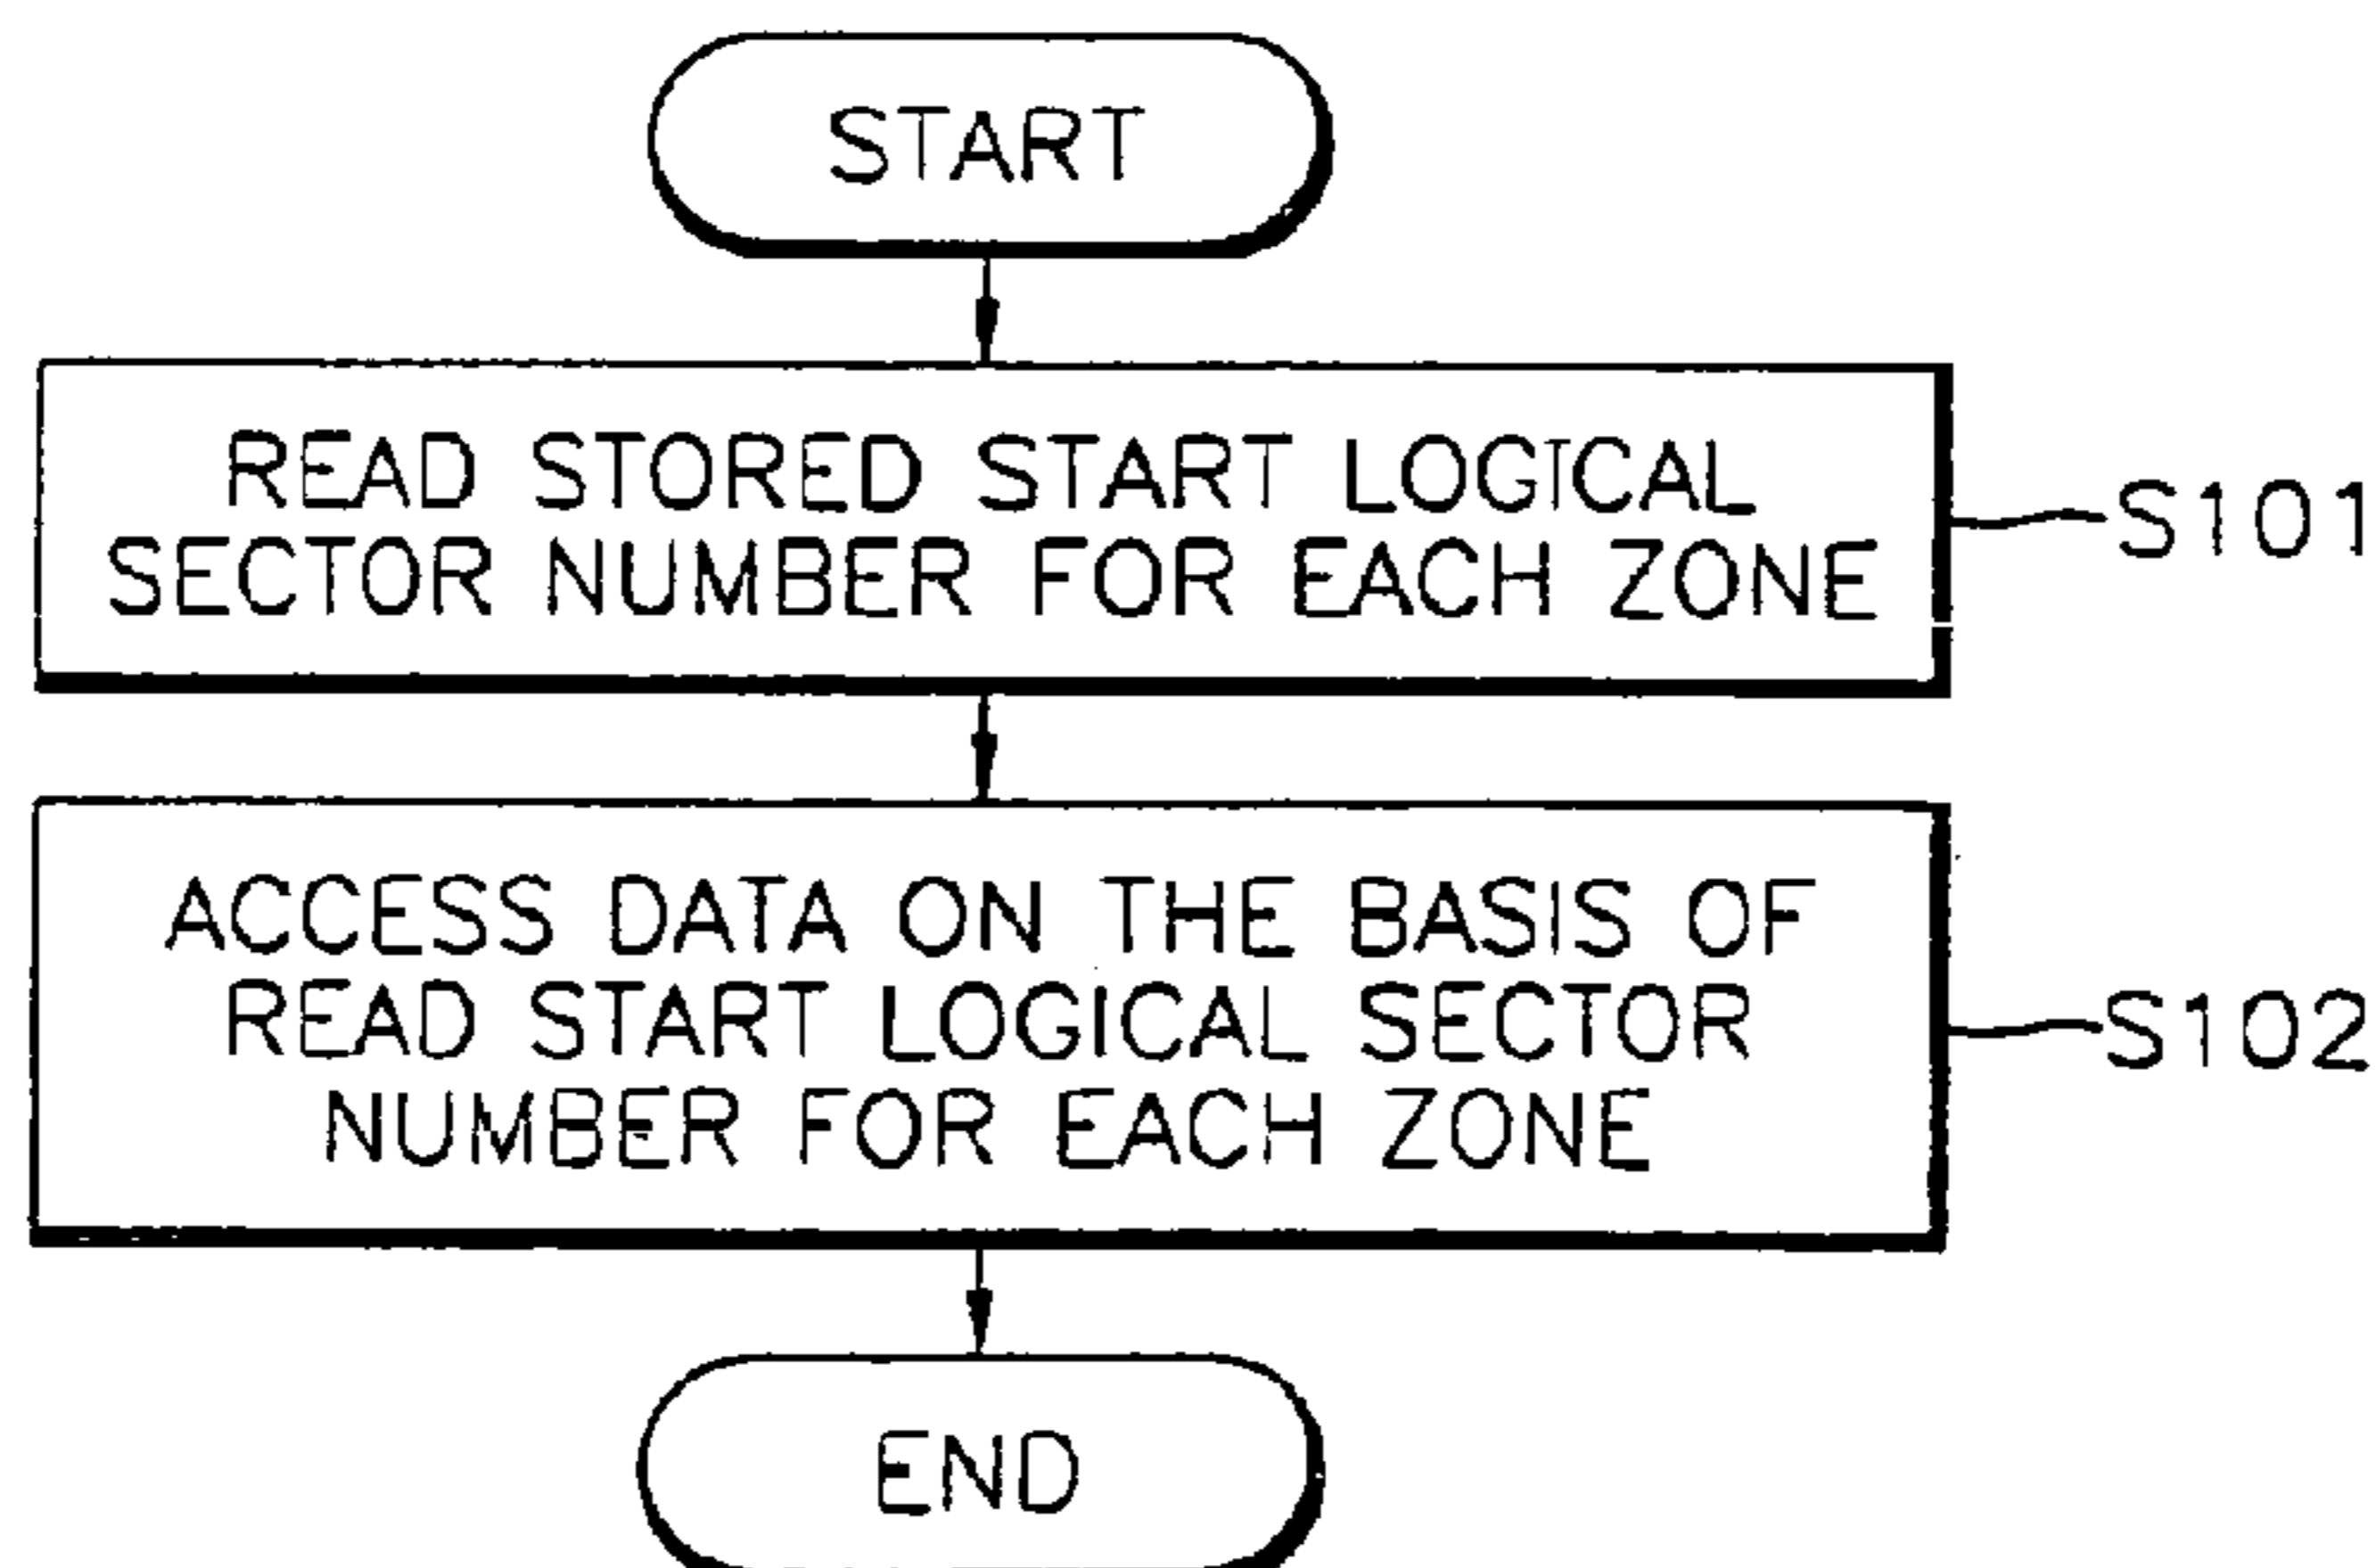 START
READ STORED START LOGICAL
SECTOR NUMBER FOR EACH ZONE
S101
ACCESS DATA ON THE BASIS OF
READ START LOGICAL SECTOR
NUMBER FOR EACH ZONE
S102
END